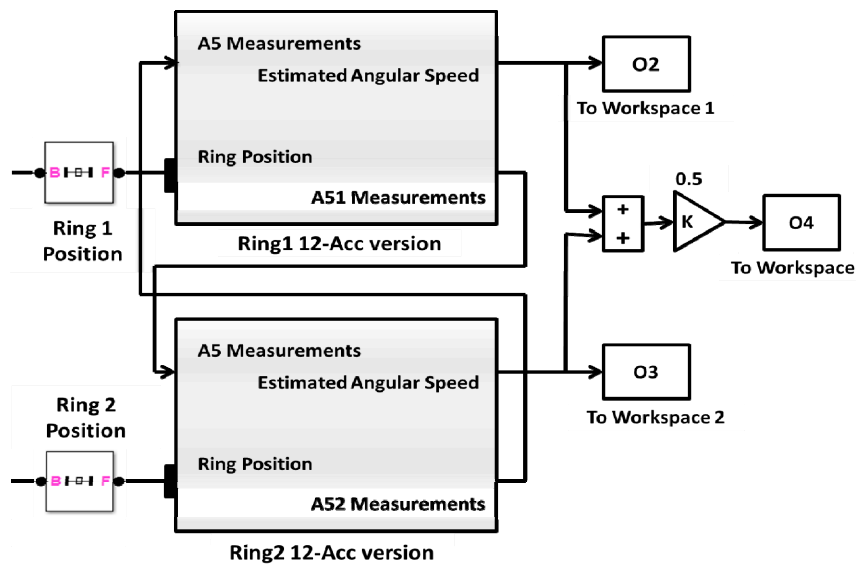 A5 Measurements
Estimated Angular Speed
Ring Position
A51 Measurements
Ring1 12-Acc version
B F
Ring 1
Position
O2
To Workspace 1
0.5
+
+
K
O4
To Workspace
A5 Measurements
Estimated Angular Speed
Ring Position
A52 Measurements
Ring2 12-Acc version
Ring 2
Position
B F
O3
To Workspace 2